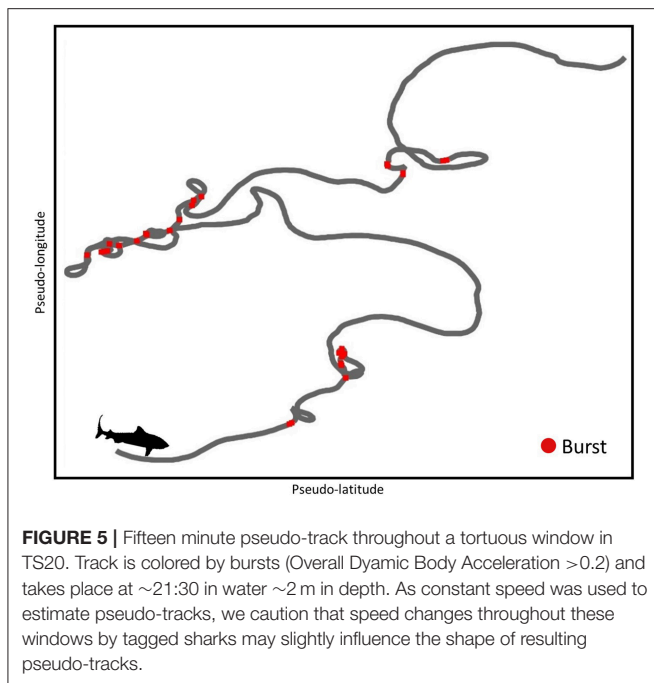 Pseudo-longitude
Burst
Pseudo-latitude
FIGURE 5 | Fifteen minute pseudo-track throughout a tortuous window in
TS20. Track is colored by bursts (Overall Dyamic Body Acceleration >0.2) and
takes place at ∼21:30 in water ∼2 m in depth. As constant speed was used to
estimate pseudo-tracks, we caution that speed changes throughout these
windows by tagged sharks may slightly influence the shape of resulting
pseudo-tracks.